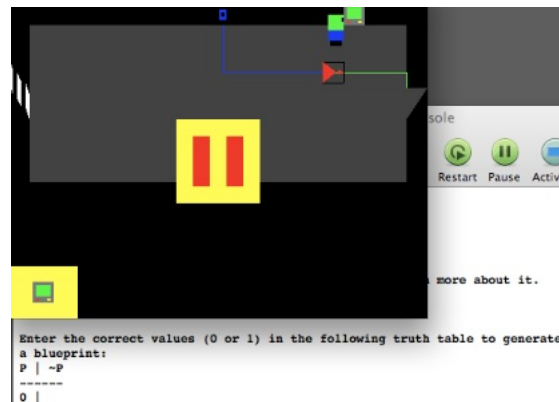 sole
Restart Pause Activ
more about it.
Enter the correct values (0 or 1) in the following truth table to generate
a blueprint:
P | ~P
------
0 |